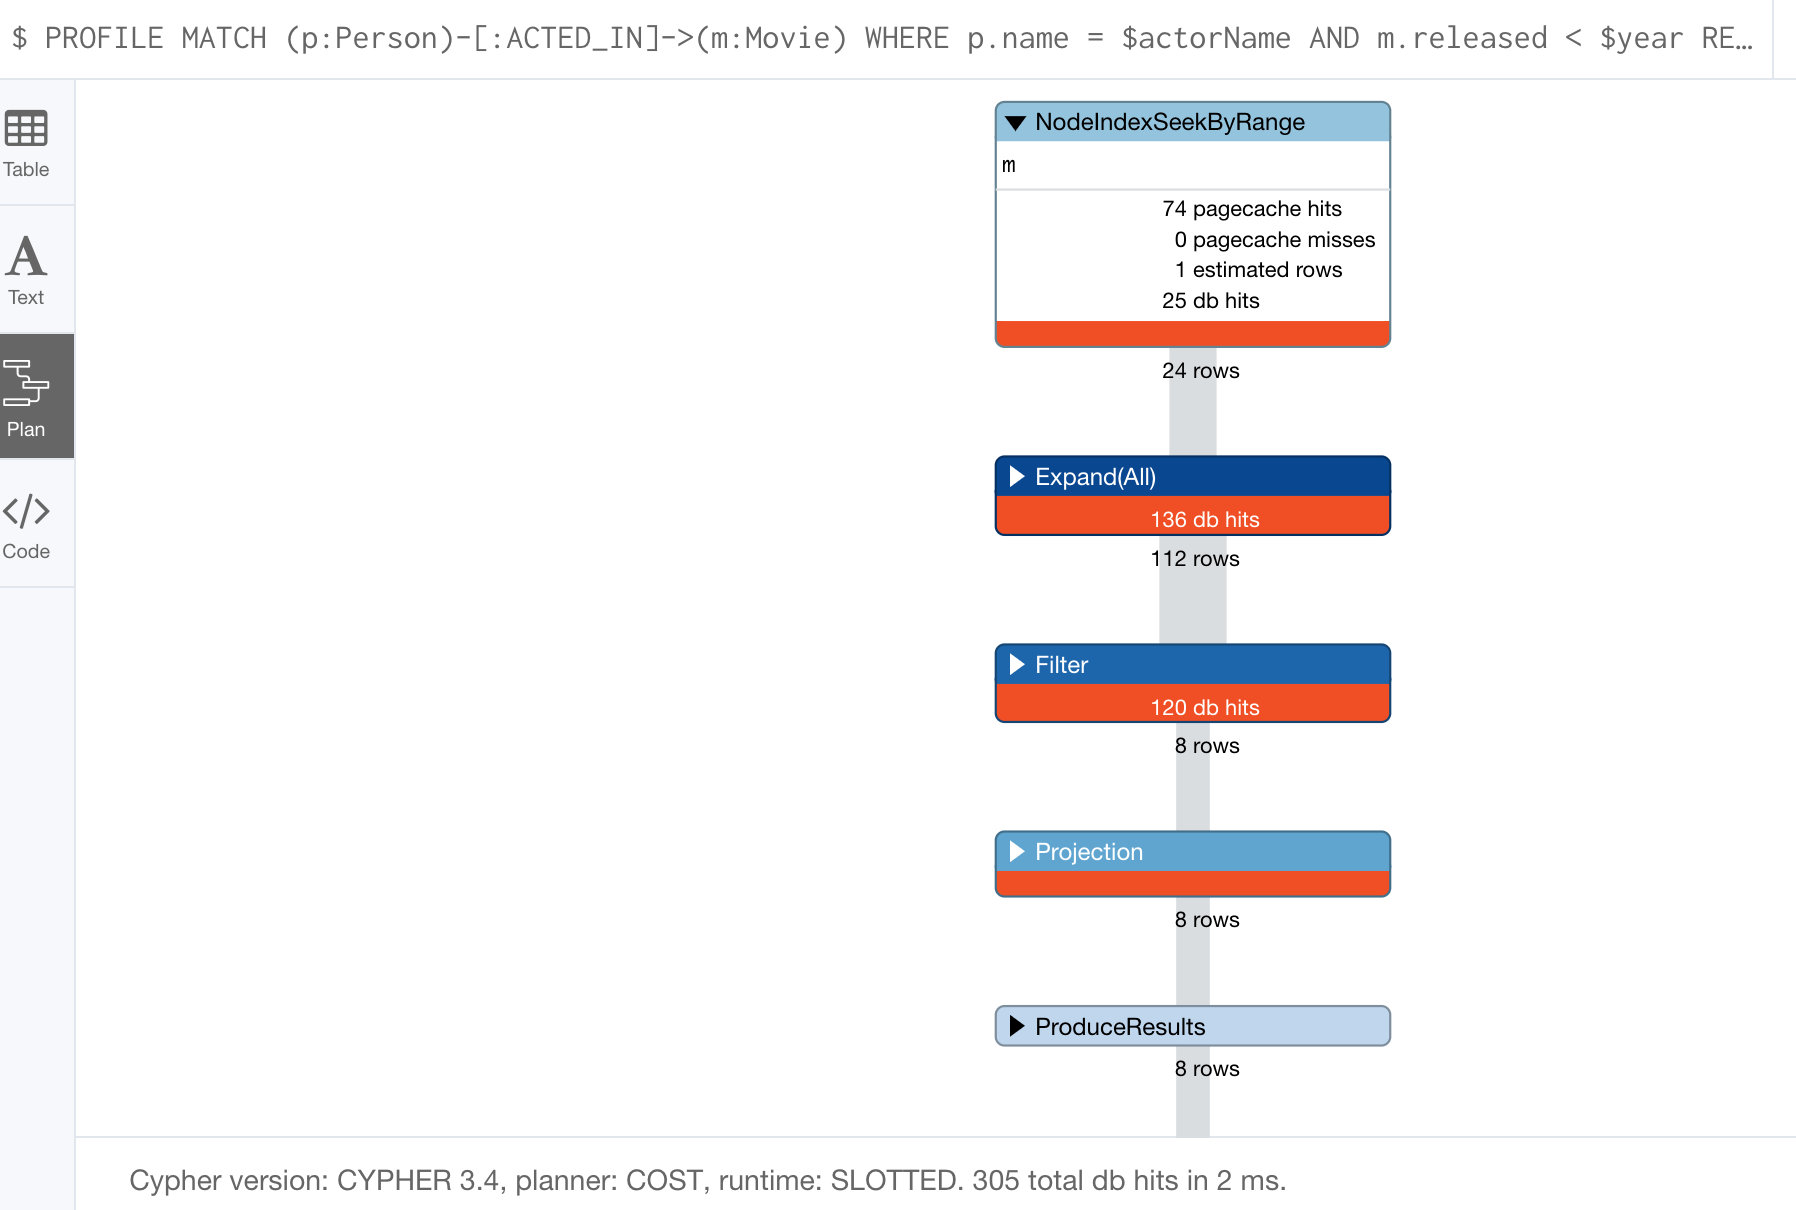 $ PROFILE MATCH (p:Person)-[:ACTED_IN]->(m:Movie) WHERE p.name = $actorName AND m.released < $year RE…
Table
Text
Plan
Code
NodeIndexSeekByRange
m
74 pagecache hits
0 pagecache misses
1 estimated rows
25 db hits
24 rows
Expand(All)
136 db hits
112 rows
Filter
120 db hits
8 rows
Projection
8 rows
ProduceResults
8 rows
Cypher version: CYPHER 3.4, planner: COST, runtime: SLOTTED. 305 total db hits in 2 ms.